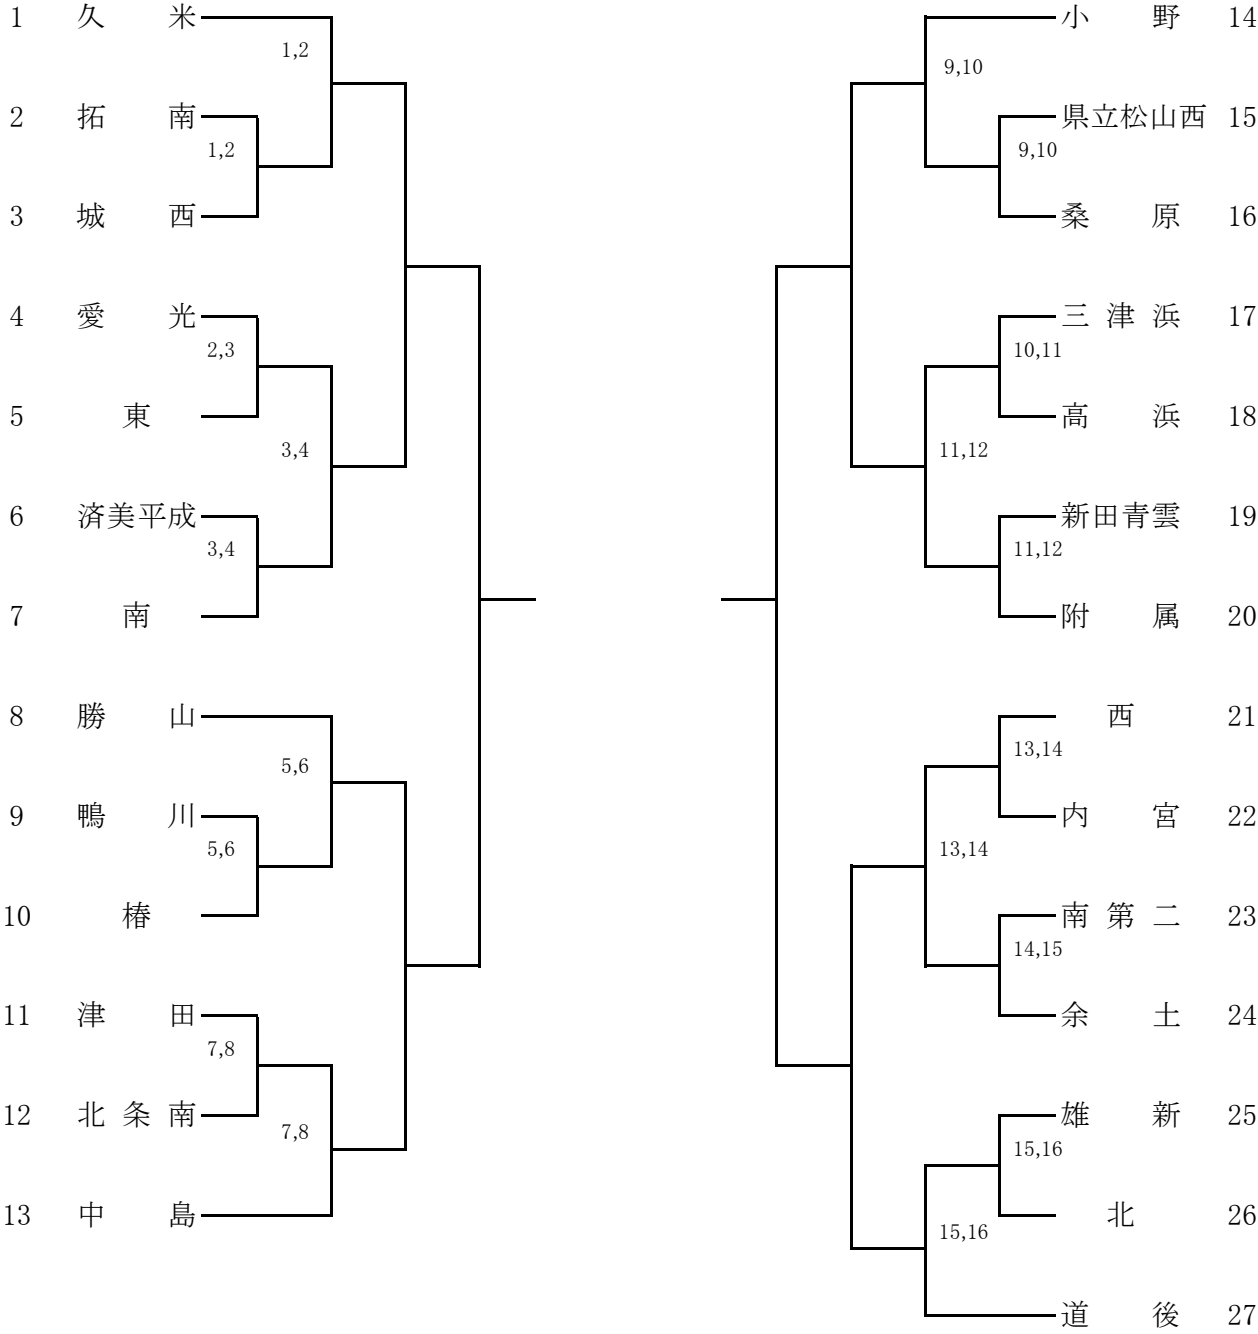 1 久米
1,2
2 拓南
1,2
3 城西
4 愛光
2,3
5 東
3,4
6 済美平成
3,4
7 南
8 勝山
5,6
9 鴨川
5,6
10 椿
11 津田
7,8
12 北条南
7,8
13 中島
小野 14
9,10
県立松山西 15
9,10
桑原 16
三津浜 17
10,11
高浜 18
11,12
新田青雲 19
11,12
附属 20
西 21
13,14
内宮 22
13,14
南第二 23
14,15
余土 24
雄新 25
15,16
北 26
15,16
道後 27